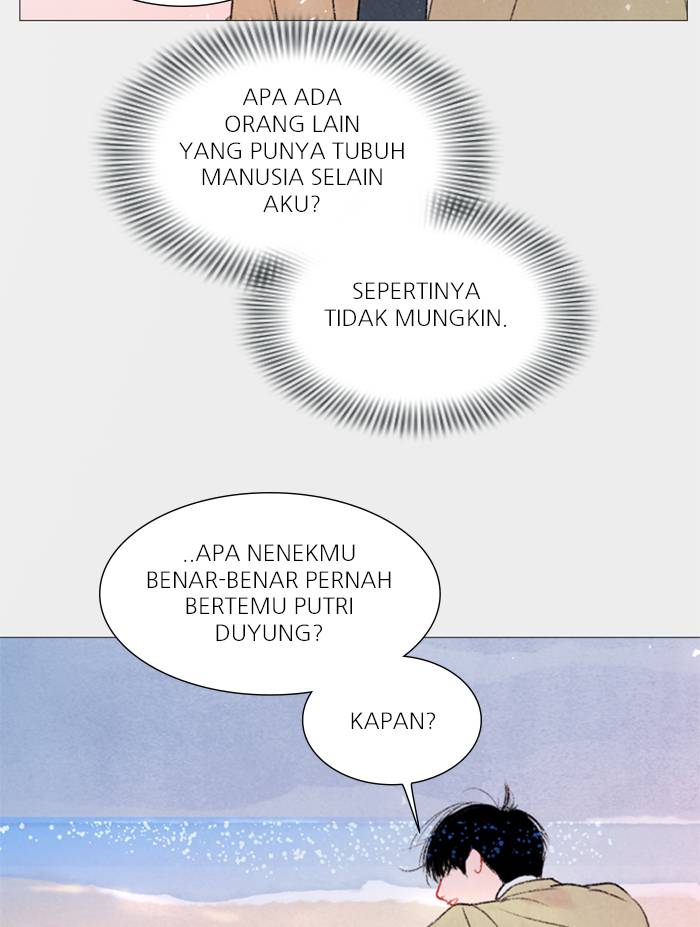 APA ADA
ORANG LAIN
YANG PUNYA TUBUH
MANUSIA SELAIN
AKU?
SEPERTINYA
TIDAK MUNGKIN.
..APA NENEKMU
BENAR-BENAR PERNAH
BERTEMU PUTRI
DUYUNG?
KAPAN?